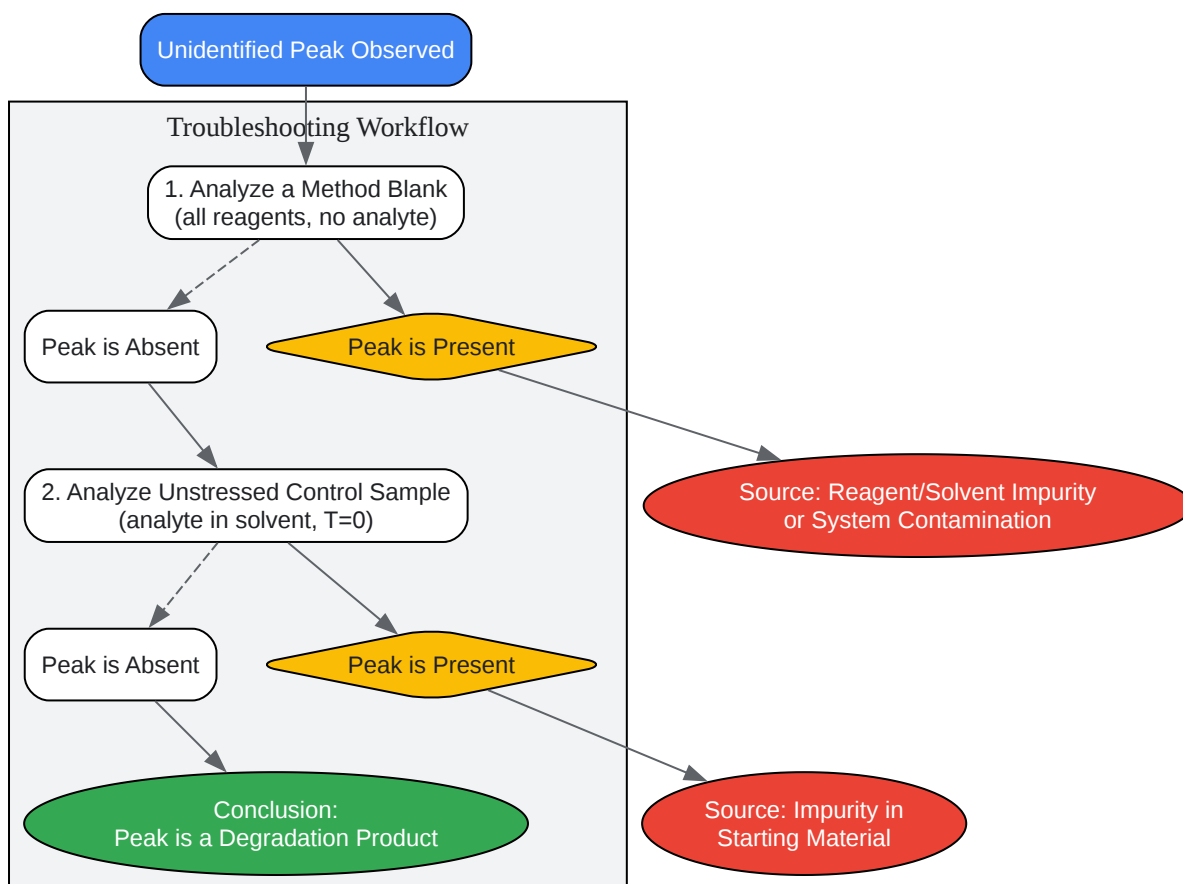 Unidentified Peak Observed
Troubleshooting Workflow
1. Analyze a Method Blank
(all reagents, no analyte)
Peak is Absent
Peak is Present
Source: Reagent/Solvent Impurity
or System Contamination
2. Analyze Unstressed Control Sample
(analyte in solvent, T=0)
Peak is Absent
Peak is Present
Conclusion:
Peak is a Degradation Product
Source: Impurity in
Starting Material